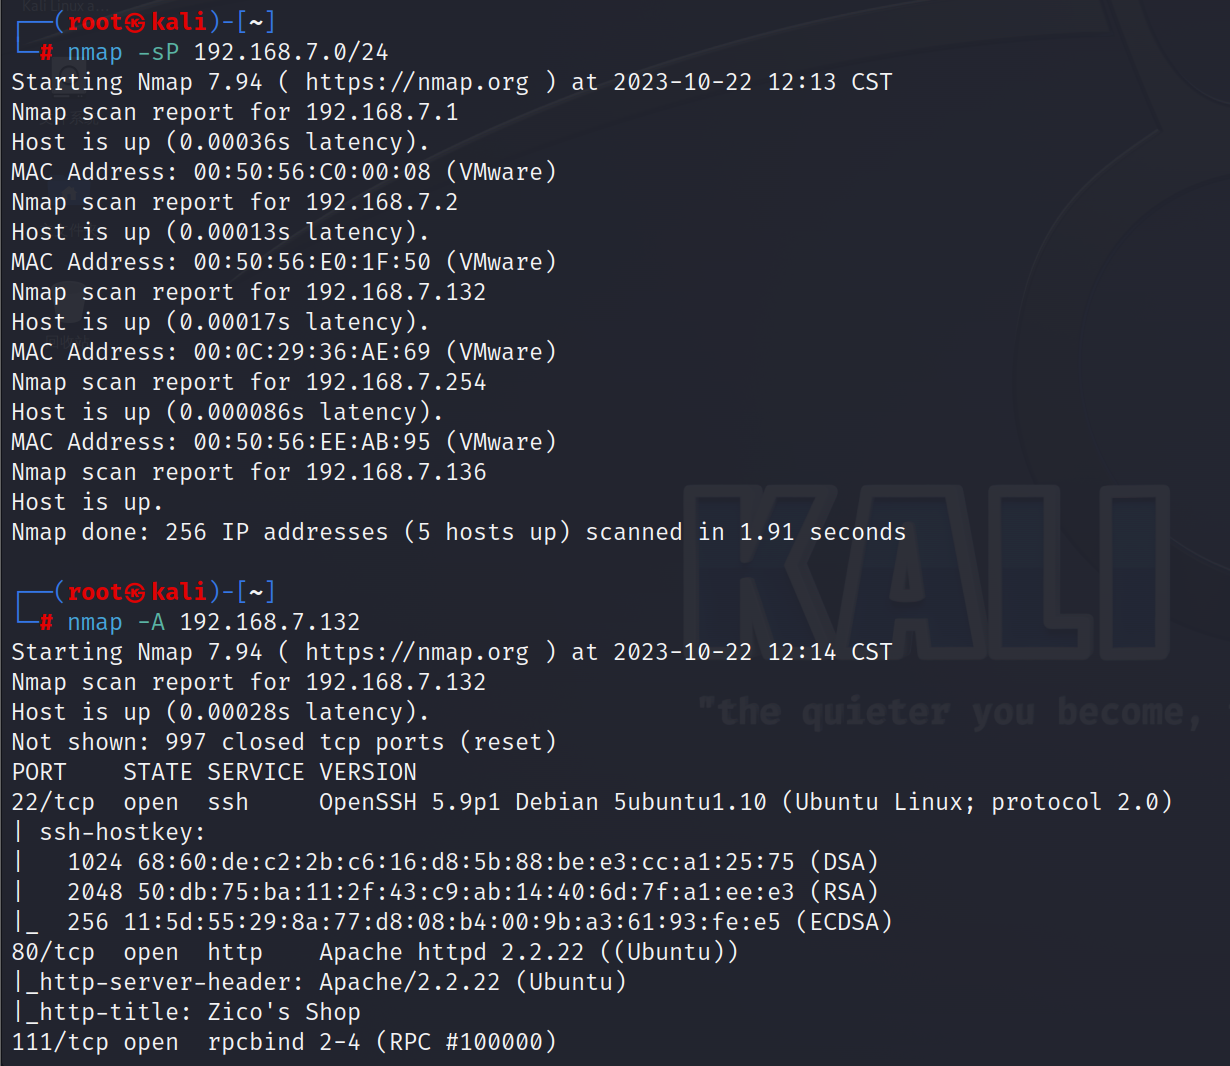 ┌──(root㉿kali)-[~]
└─# nmap -sP 192.168.7.0/24
Starting Nmap 7.94 ( https://nmap.org ) at 2023-10-22 12:13 CST
Nmap scan report for 192.168.7.1
Host is up (0.00036s latency).
MAC Address: 00:50:56:C0:00:08 (VMware)
Nmap scan report for 192.168.7.2
Host is up (0.00013s latency).
MAC Address: 00:50:56:E0:1F:50 (VMware)
Nmap scan report for 192.168.7.132
Host is up (0.00017s latency).
MAC Address: 00:0C:29:36:AE:69 (VMware)
Nmap scan report for 192.168.7.254
Host is up (0.000086s latency).
MAC Address: 00:50:56:EE:AB:95 (VMware)
Nmap scan report for 192.168.7.136
Host is up.
Nmap done: 256 IP addresses (5 hosts up) scanned in 1.91 seconds
KALI
┌──(root㉿kali)-[~]
└─# nmap -A 192.168.7.132
Starting Nmap 7.94 ( https://nmap.org ) at 2023-10-22 12:14 CST
Nmap scan report for 192.168.7.132
Host is up (0.00028s latency).
"the quieter you become,
Not shown: 997 closed tcp ports (reset)
PORT    STATE SERVICE VERSION
22/tcp  open  ssh     OpenSSH 5.9p1 Debian 5ubuntu1.10 (Ubuntu Linux; protocol 2.0)
| ssh-hostkey:
|   1024 68:60:de:c2:2b:c6:16:d8:5b:88:be:e3:cc:a1:25:75 (DSA)
|   2048 50:db:75:ba:11:2f:43:c9:ab:14:40:6d:7f:a1:ee:e3 (RSA)
|_  256 11:5d:55:29:8a:77:d8:08:b4:00:9b:a3:61:93:fe:e5 (ECDSA)
80/tcp  open  http    Apache httpd 2.2.22 ((Ubuntu))
|_http-server-header: Apache/2.2.22 (Ubuntu)
|_http-title: Zico's Shop
111/tcp open  rpcbind 2-4 (RPC #100000)